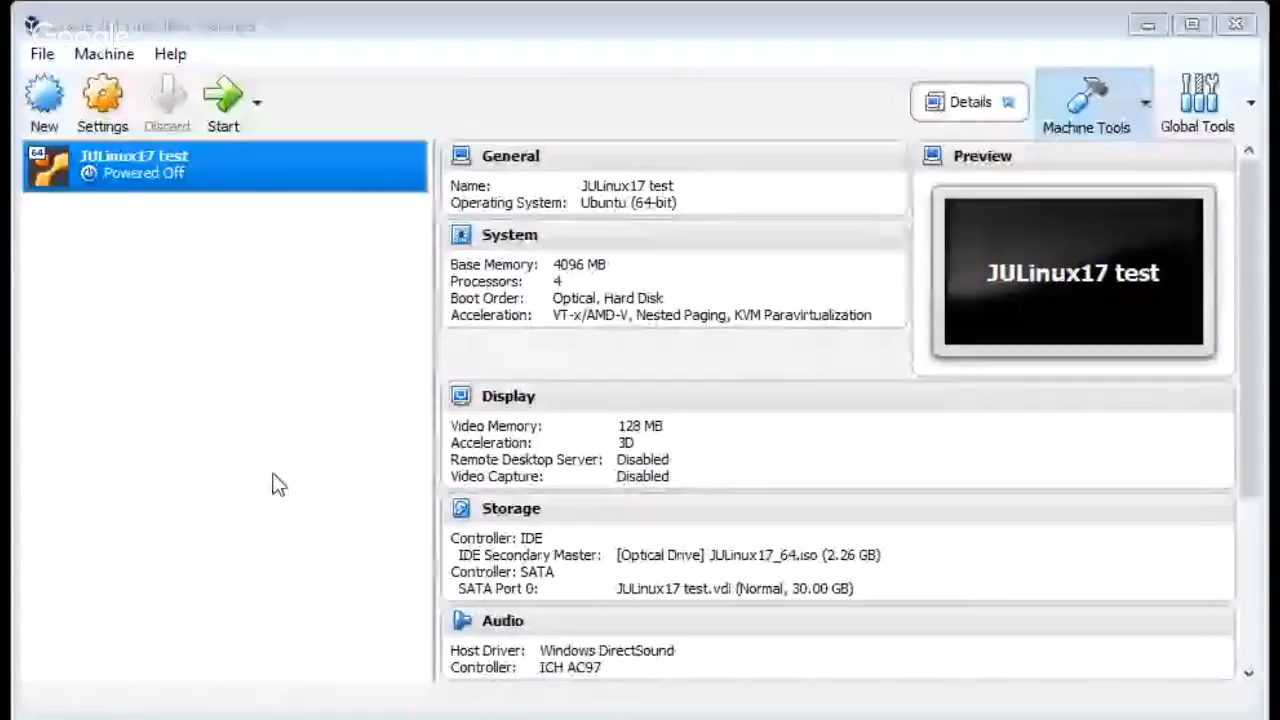 Google
File Machine Help
New Settings Discard Start
Details
Machine Tools
Global Tools
64
JULinux17 test
Powered Off
General
Name: JULinux17 test
Operating System: Ubuntu (64-bit)
System
Base Memory: 4096 MB
Processors: 4
Boot Order: Optical, Hard Disk
Acceleration: VT-x/AMD-V, Nested Paging, KVM Paravirtualization
Preview
JULinux17 test
Display
Video Memory: 128 MB
Acceleration: 3D
Remote Desktop Server: Disabled
Video Capture: Disabled
Storage
Controller: IDE
IDE Secondary Master: [Optical Drive] JULinux17_64.iso (2.26 GB)
Controller: SATA
SATA Port 0: JULinux17 test.vdi (Normal, 30.00 GB)
Audio
Host Driver: Windows DirectSound
Controller: ICH AC97